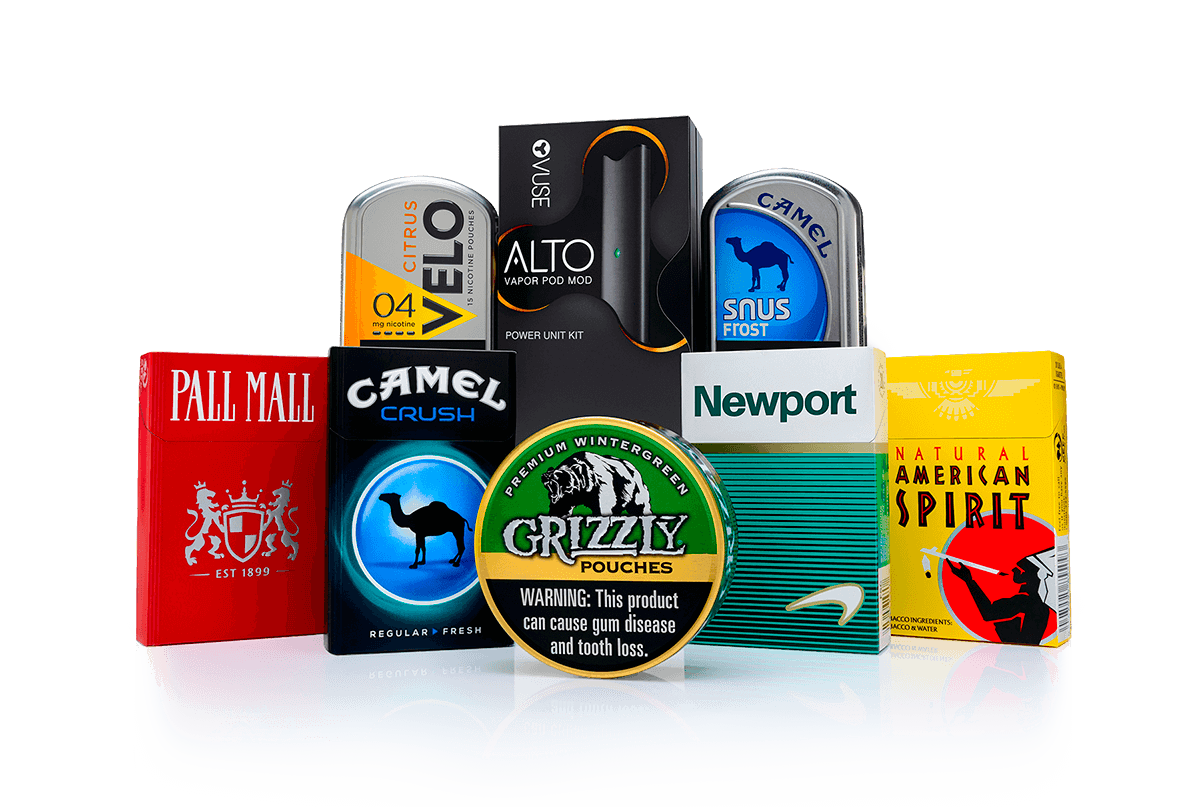 CITRUS
VELO
15 NICOTINE POUCHES
04
mg nicotine
VUSE
ALTO
VAPOR POD MOD
POWER UNIT KIT
CAMEL
SNUS
FROST
PALL MALL
EST 1899
CAMEL
CRUSH
REGULAR FRESH
PREMIUM WINTERGREEN
GRIZZLY
POUCHES
WARNING: This product
can cause gum disease
and tooth loss.
Newport
NATURAL
AMERICAN
SPIRIT
INGREDIENTS:
& WATER